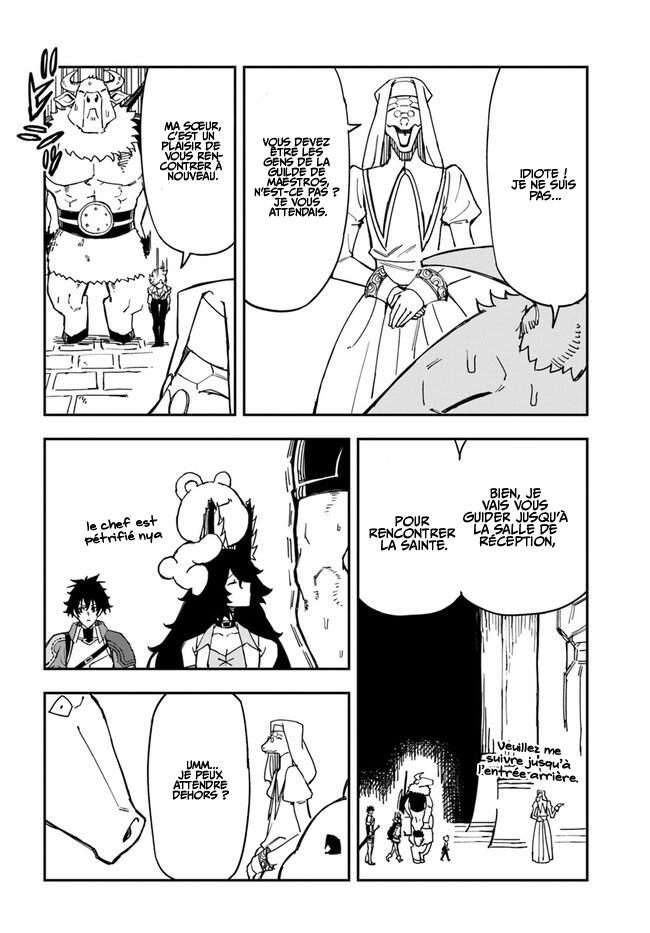 IDIOTE !
JE NE SUIS
PAS...
VOUS DEVEZ
ÊTRE LES
GENS DE LA
GUILDE DE
MAESTROS,
N'EST-CE PAS ?
JE VOUS
ATTENDAIS.
MA SŒUR,
C'EST UN
PLAISIR DE
VOUS REN-
CONTRER À
NOUVEAU.
BIEN, JE
VAIS VOUS
GUIDER JUSQU'À
LA SALLE DE
RÉCEPTION,
POUR
RENCONTRER
LA SAINTE.
Veuillez me
suivre jusqu'à
l'entrée arrière.
le chef est
pétrifié nya
UMM...
JE PEUX
ATTENDRE
DEHORS ?